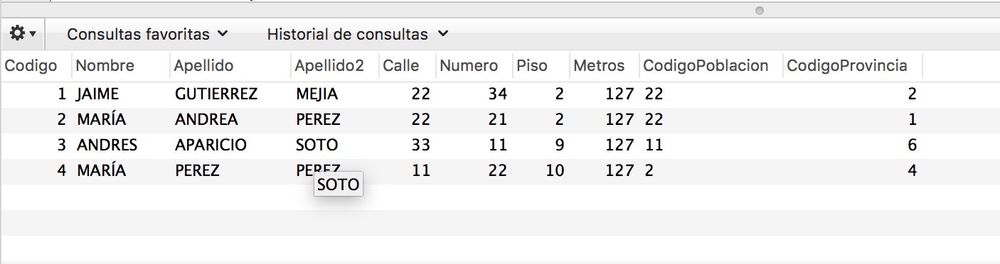 Consultas favoritas Historial de consultas
Codigo Nombre Apellido Apellido2 Calle Numero Piso Metros CodigoPoblacion CodigoProvincia
1 JAIME GUTIERREZ MEJIA 22 34 2 127 22 2
2 MARÍA ANDREA PEREZ 22 21 2 127 22 1
3 ANDRES APARICIO SOTO 33 11 9 127 11 6
4 MARÍA PEREZ PEREZ 11 22 10 127 2 4
SOTO